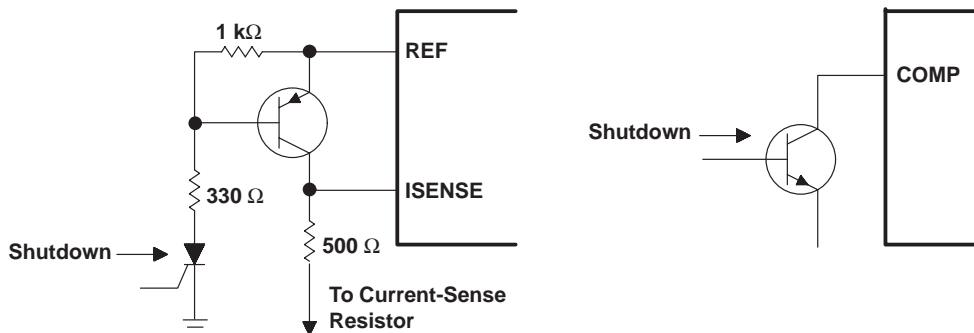 1 kΩ
REF
COMP
Shutdown
ISENSE
330 Ω
500 Ω
Shutdown
To Current-Sense
Resistor